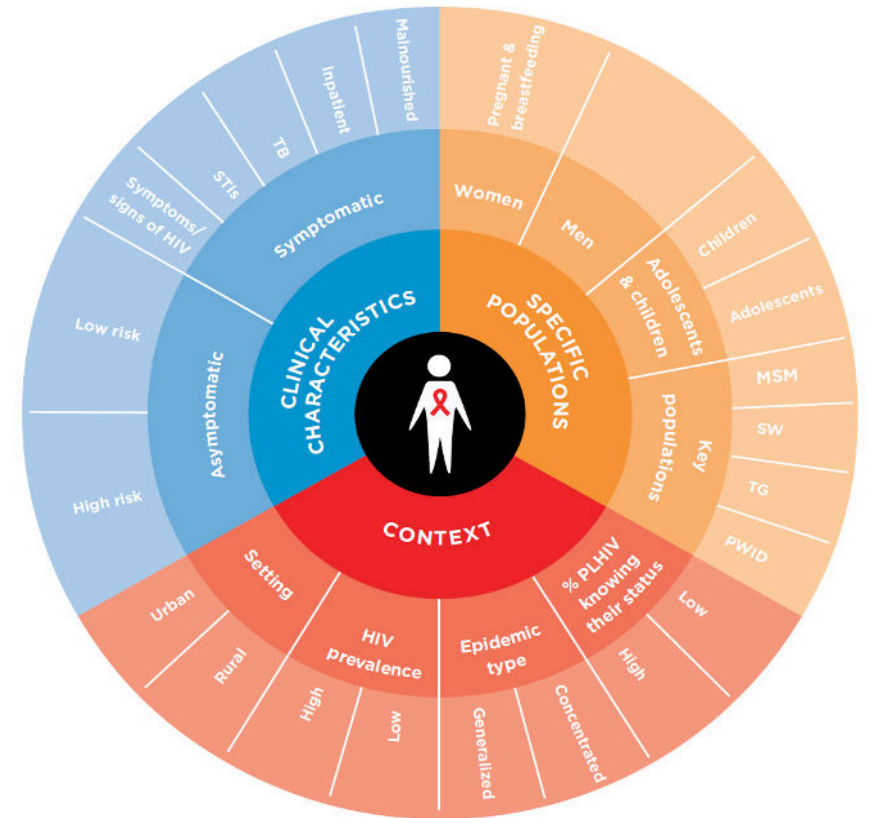 CLINICAL
CHARACTERISTICS
Symptomatic
Malnourished
Inpatient
TB
STIs
Symptoms/
signs of HIV
Asymptomatic
Low risk
High risk
SPECIFIC
POPULATIONS
Women
Pregnant &
breastfeeding
Men
Adolescents
& children
Children
Adolescents
Key
populations
MSM
SW
TG
PWID
CONTEXT
Setting
Urban
Rural
HIV
prevalence
High
Low
Epidemic
type
Generalized
Concentrated
% PLHIV
knowing
their status
High
Low